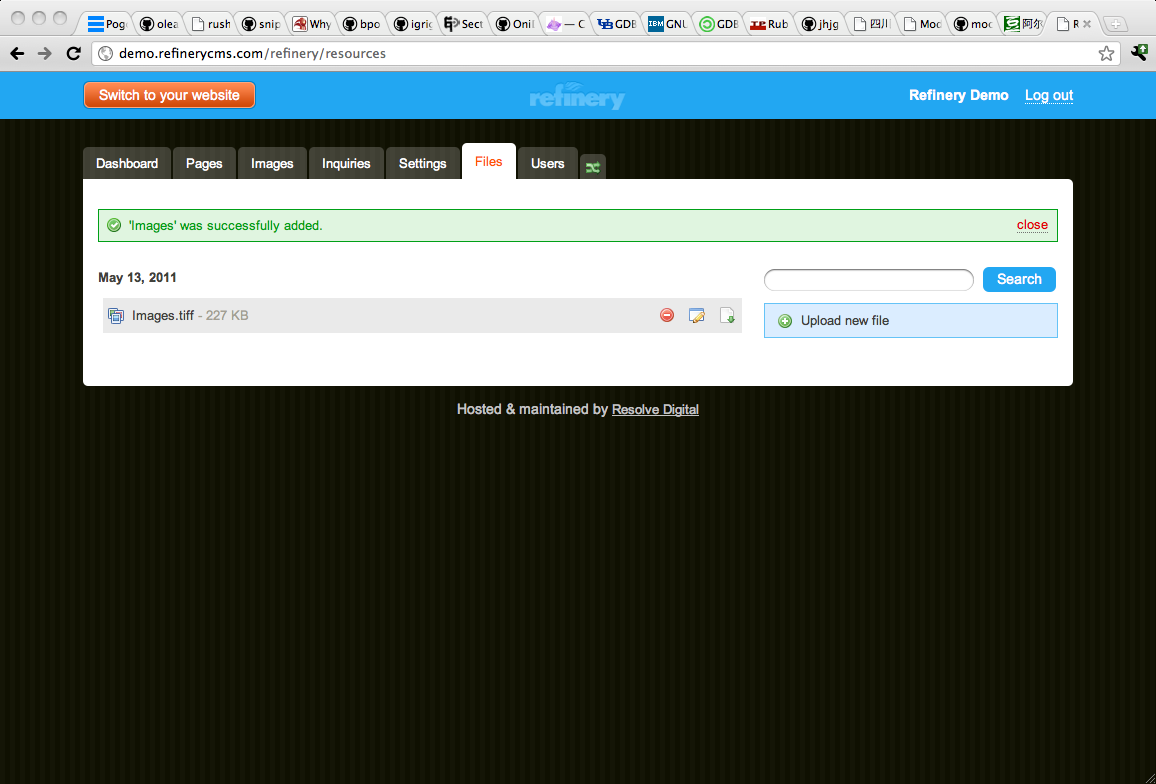 Pogo olea rush snip Why bpo igrig Sect Onil — C GDB GNU GDB Rub jhjg 四川 Mod moc 阿尔 R
demo.refinerycms.com/refinery/resources
Switch to your website
refinery
Refinery Demo Log out
Dashboard Pages Images Inquiries Settings Files Users
'Images' was successfully added. close
May 13, 2011
Search
Images.tiff - 227 KB
Upload new file
Hosted & maintained by Resolve Digital